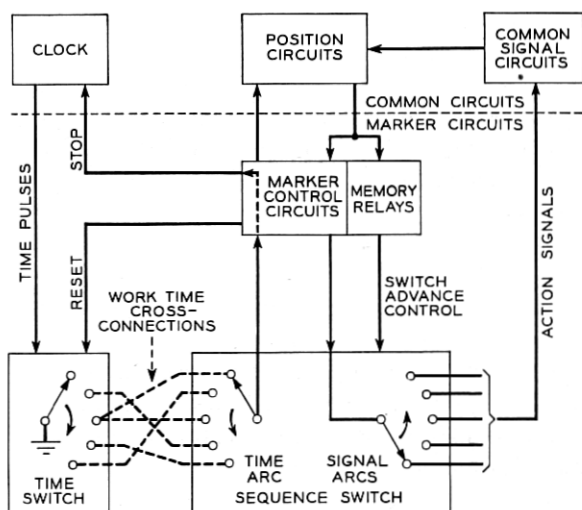 CLOCK
POSITION
CIRCUITS
COMMON
SIGNAL
CIRCUITS
COMMON CIRCUITS
MARKER CIRCUITS
STOP
TIME PULSES
MARKER
CONTROL
CIRCUITS
MEMORY
RELAYS
ACTION SIGNALS
RESET
WORK TIME
CROSS-
CONNECTIONS
SWITCH
ADVANCE
CONTROL
TIME
SWITCH
TIME
ARC
SIGNAL
ARCS
SEQUENCE SWITCH